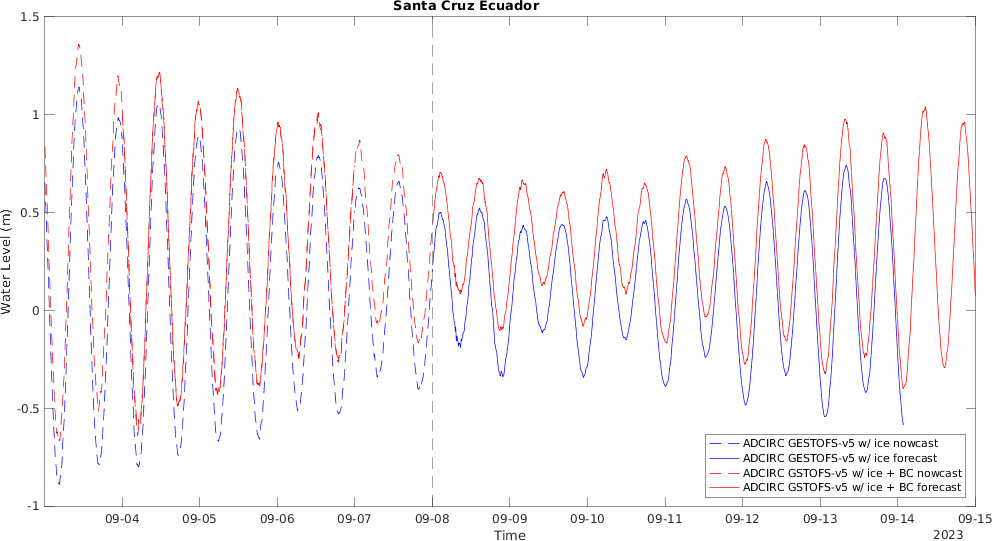 Santa Cruz Ecuador
1.5
1
0.5
0
-0.5
-1
Water Level (m)
09-04 09-05 09-06 09-07 09-08 09-09 09-10 09-11 09-12 09-13 09-14 09-15
Time
2023
ADCIRC GESTOFS-v5 w/ ice nowcast
ADCIRC GESTOFS-v5 w/ ice forecast
ADCIRC GSTOFS-v5 w/ ice + BC nowcast
ADCIRC GSTOFS-v5 w/ ice + BC forecast